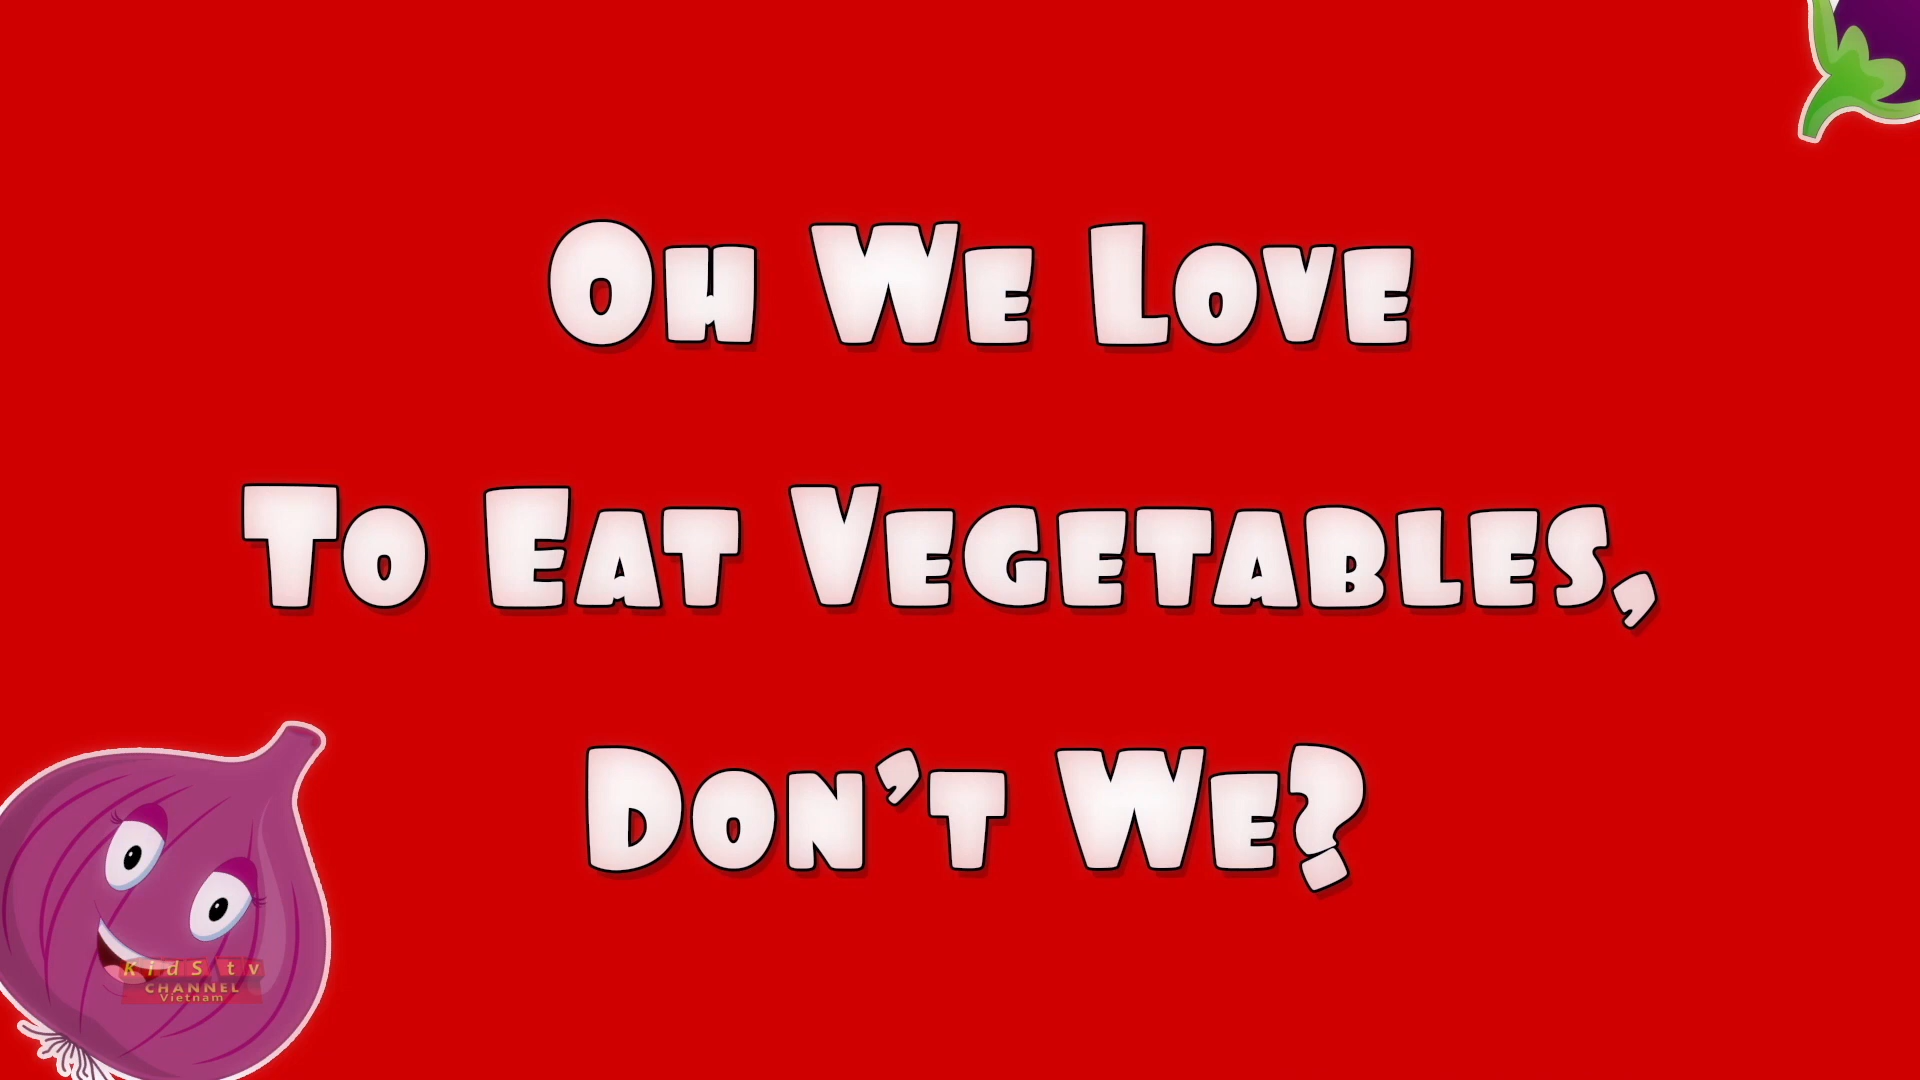 Oh We Love
To Eat Vegetables,
Don't We?
KidS tv
CHANNEL
Vietnam